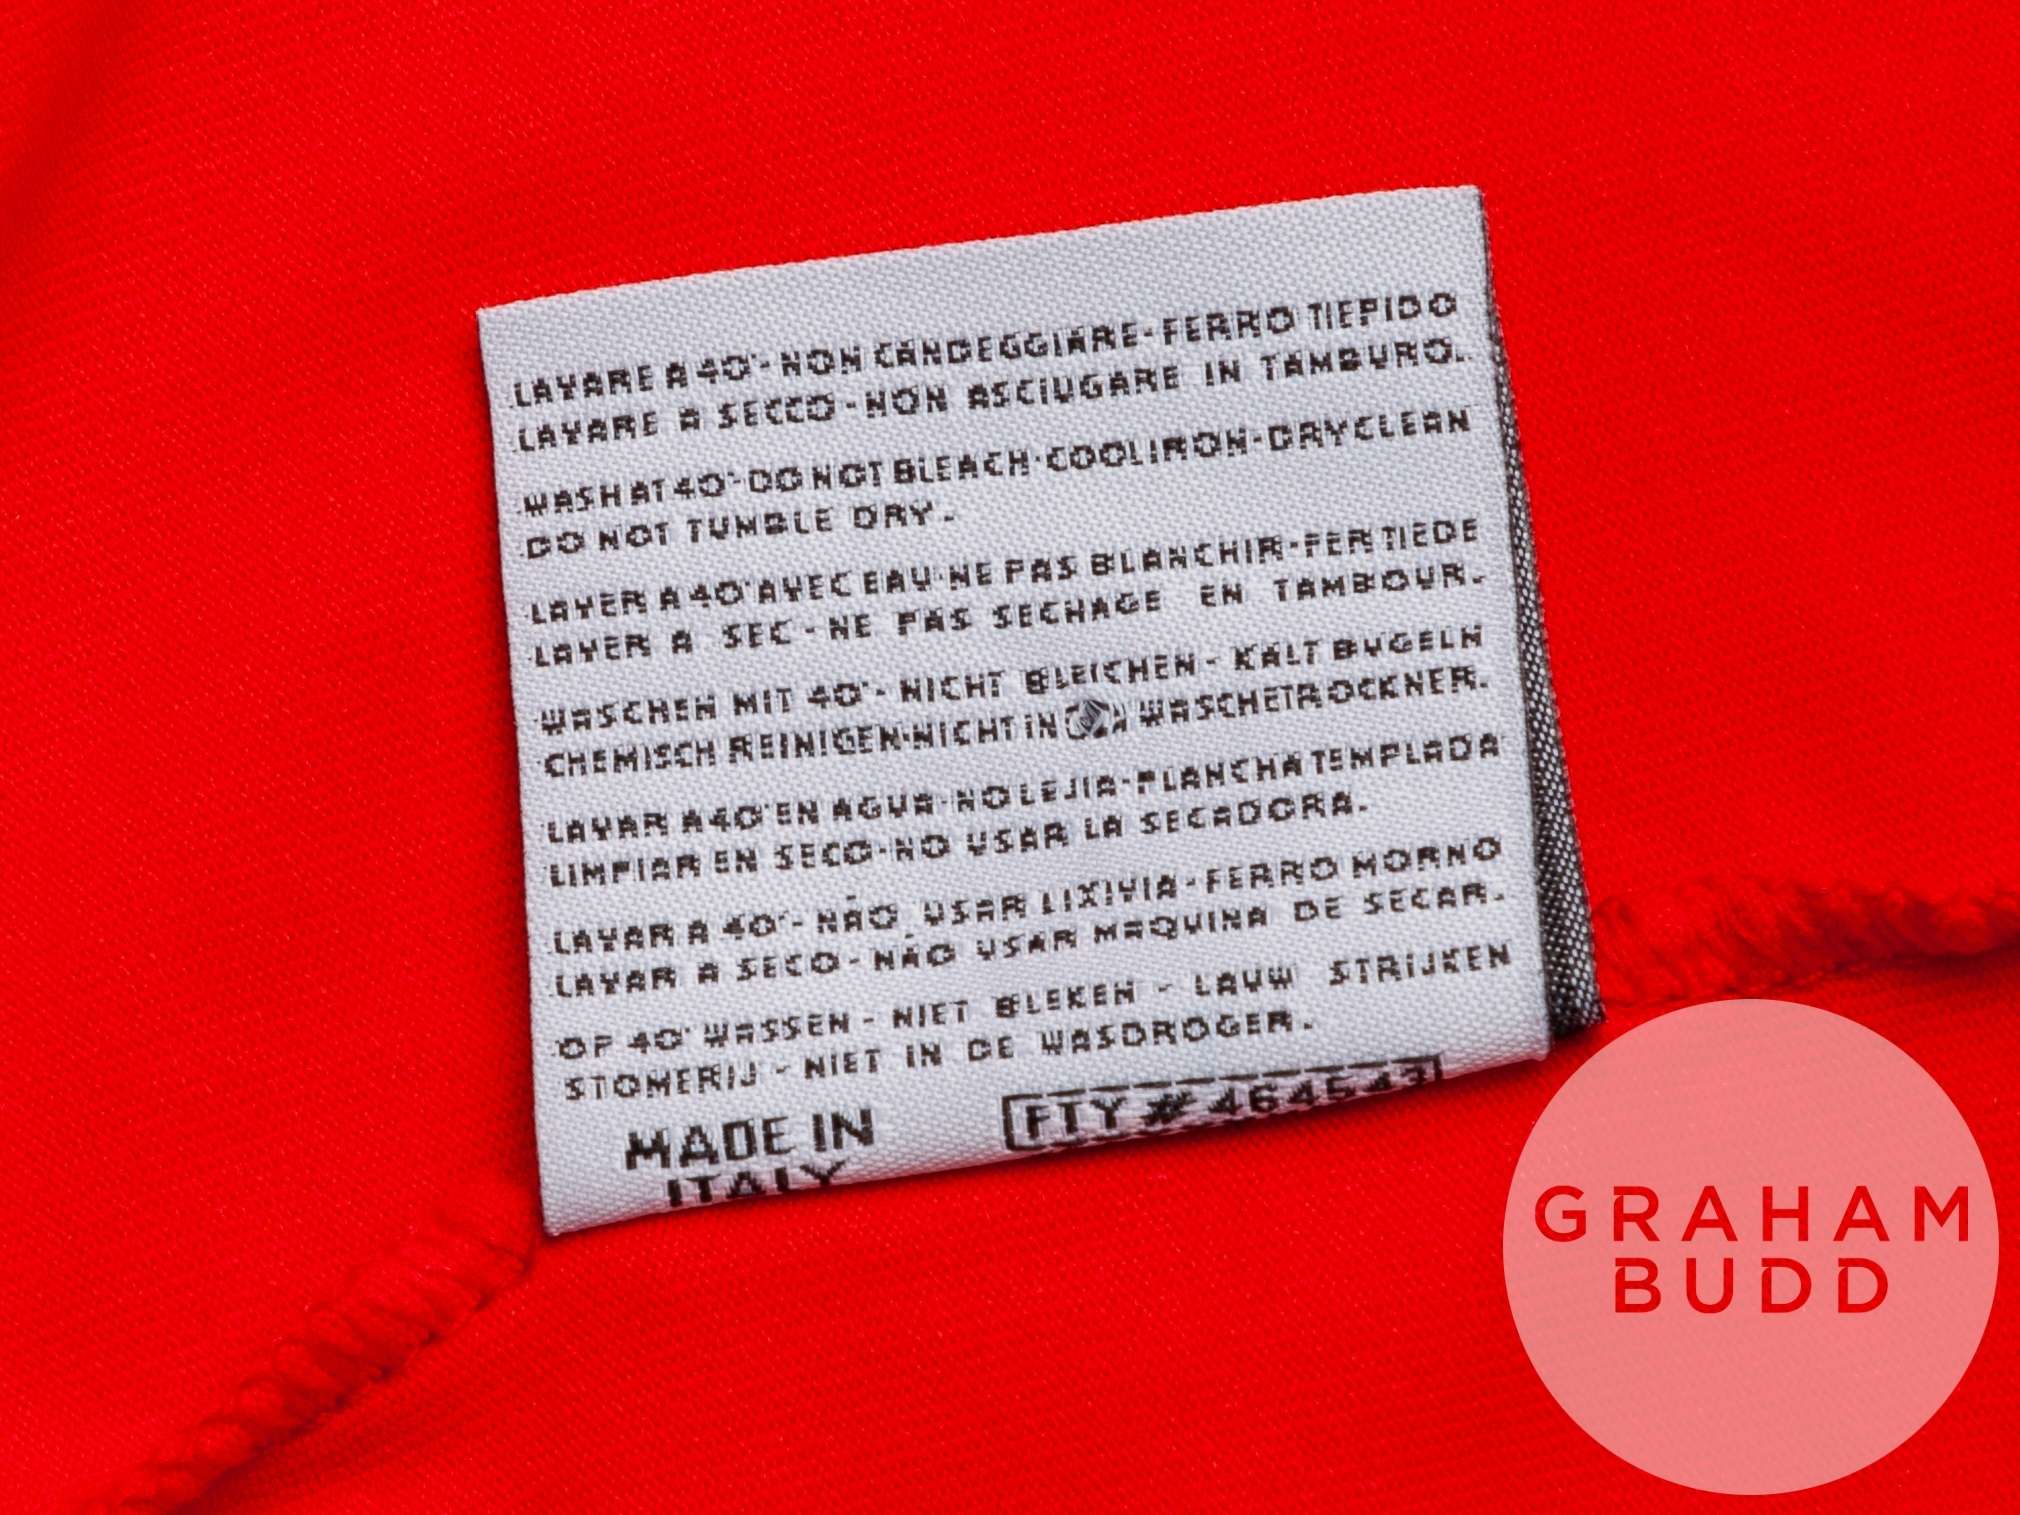 LAVARE A 40°-NON CANDEGGIARE-FERRO TIEPIDO
LAVARE A SECCO-NON ASCIUGARE IN TAMBURO.
WASH AT 40°-DO NOT BLEACH-COOL IRON-DRYCLEAN
DO NOT TUMBLE DRY.
LAVER A 40° AVEC EAU-NE PAS BLANCHIR-FER TIEDE
LAVER A SEC-NE PAS SECHAGE EN TAMBOUR.
WASCHEN MIT 40°- NICHT BLEICHEN - KALT BUGELN
CHEMISCH REINIGEN-NICHT IN WASCHETROCKNER.
LAVAR A 40° EN AGUA-NO LEJIA-PLANCHA TEMPLADA
LIMPIAR EN SECO-NO USAR LA SECADORA.
LAVAR A 40°- NÃO USAR LIXIVIA-FERRO MORNO
LAVAR A SECO-NÃO USAR MAQUINA DE SECAR.
OP 40° WASSEN - NIET BLEKEN - LAUW STRIJKEN
STOMERIJ - NIET IN DE WASDROGER.
MADE IN
ITALY
FTY # 464543
GRAHAM
BUDD